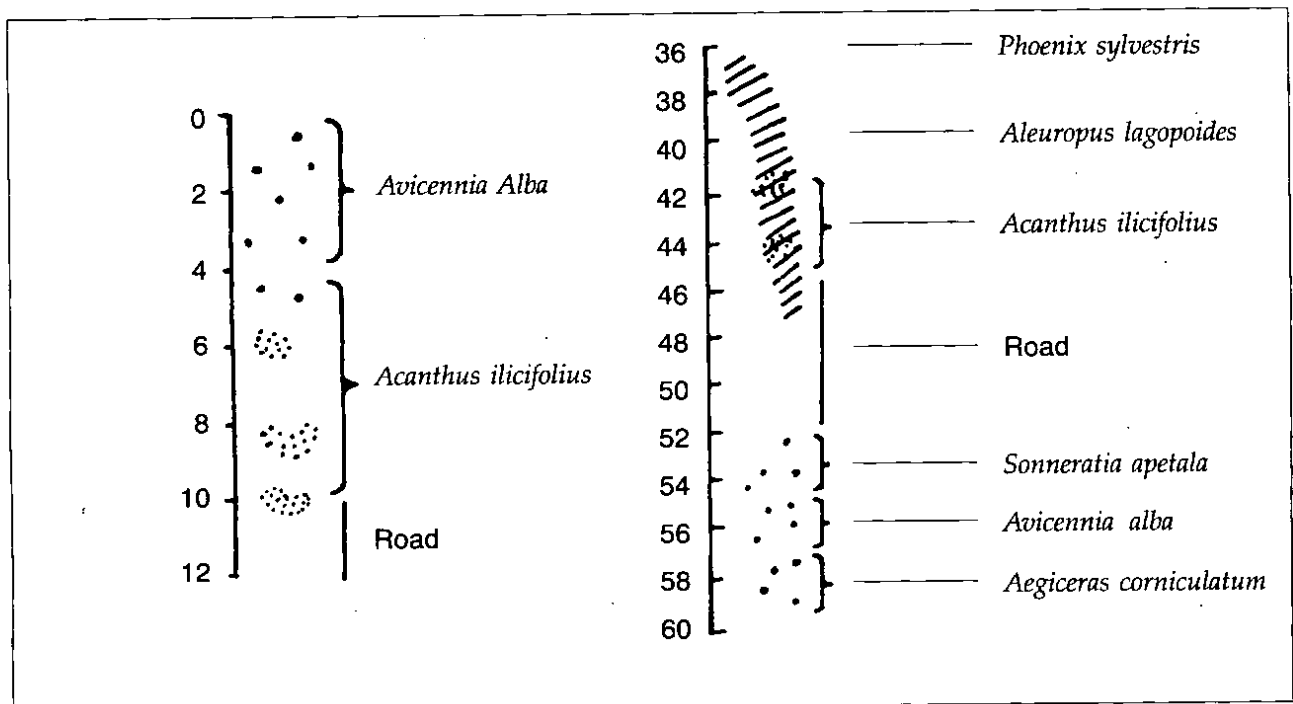 0
2
Avicennia Alba
4
6
Acanthus ilicifolius
8
10
Road
12
36
Phoenix sylvestris
38
Aleuropus lagopoides
40
42
Acanthus ilicifolius
44
46
48
Road
50
52
Sonneratia apetala
54
56
Avicennia alba
58
Aegiceras corniculatum
60